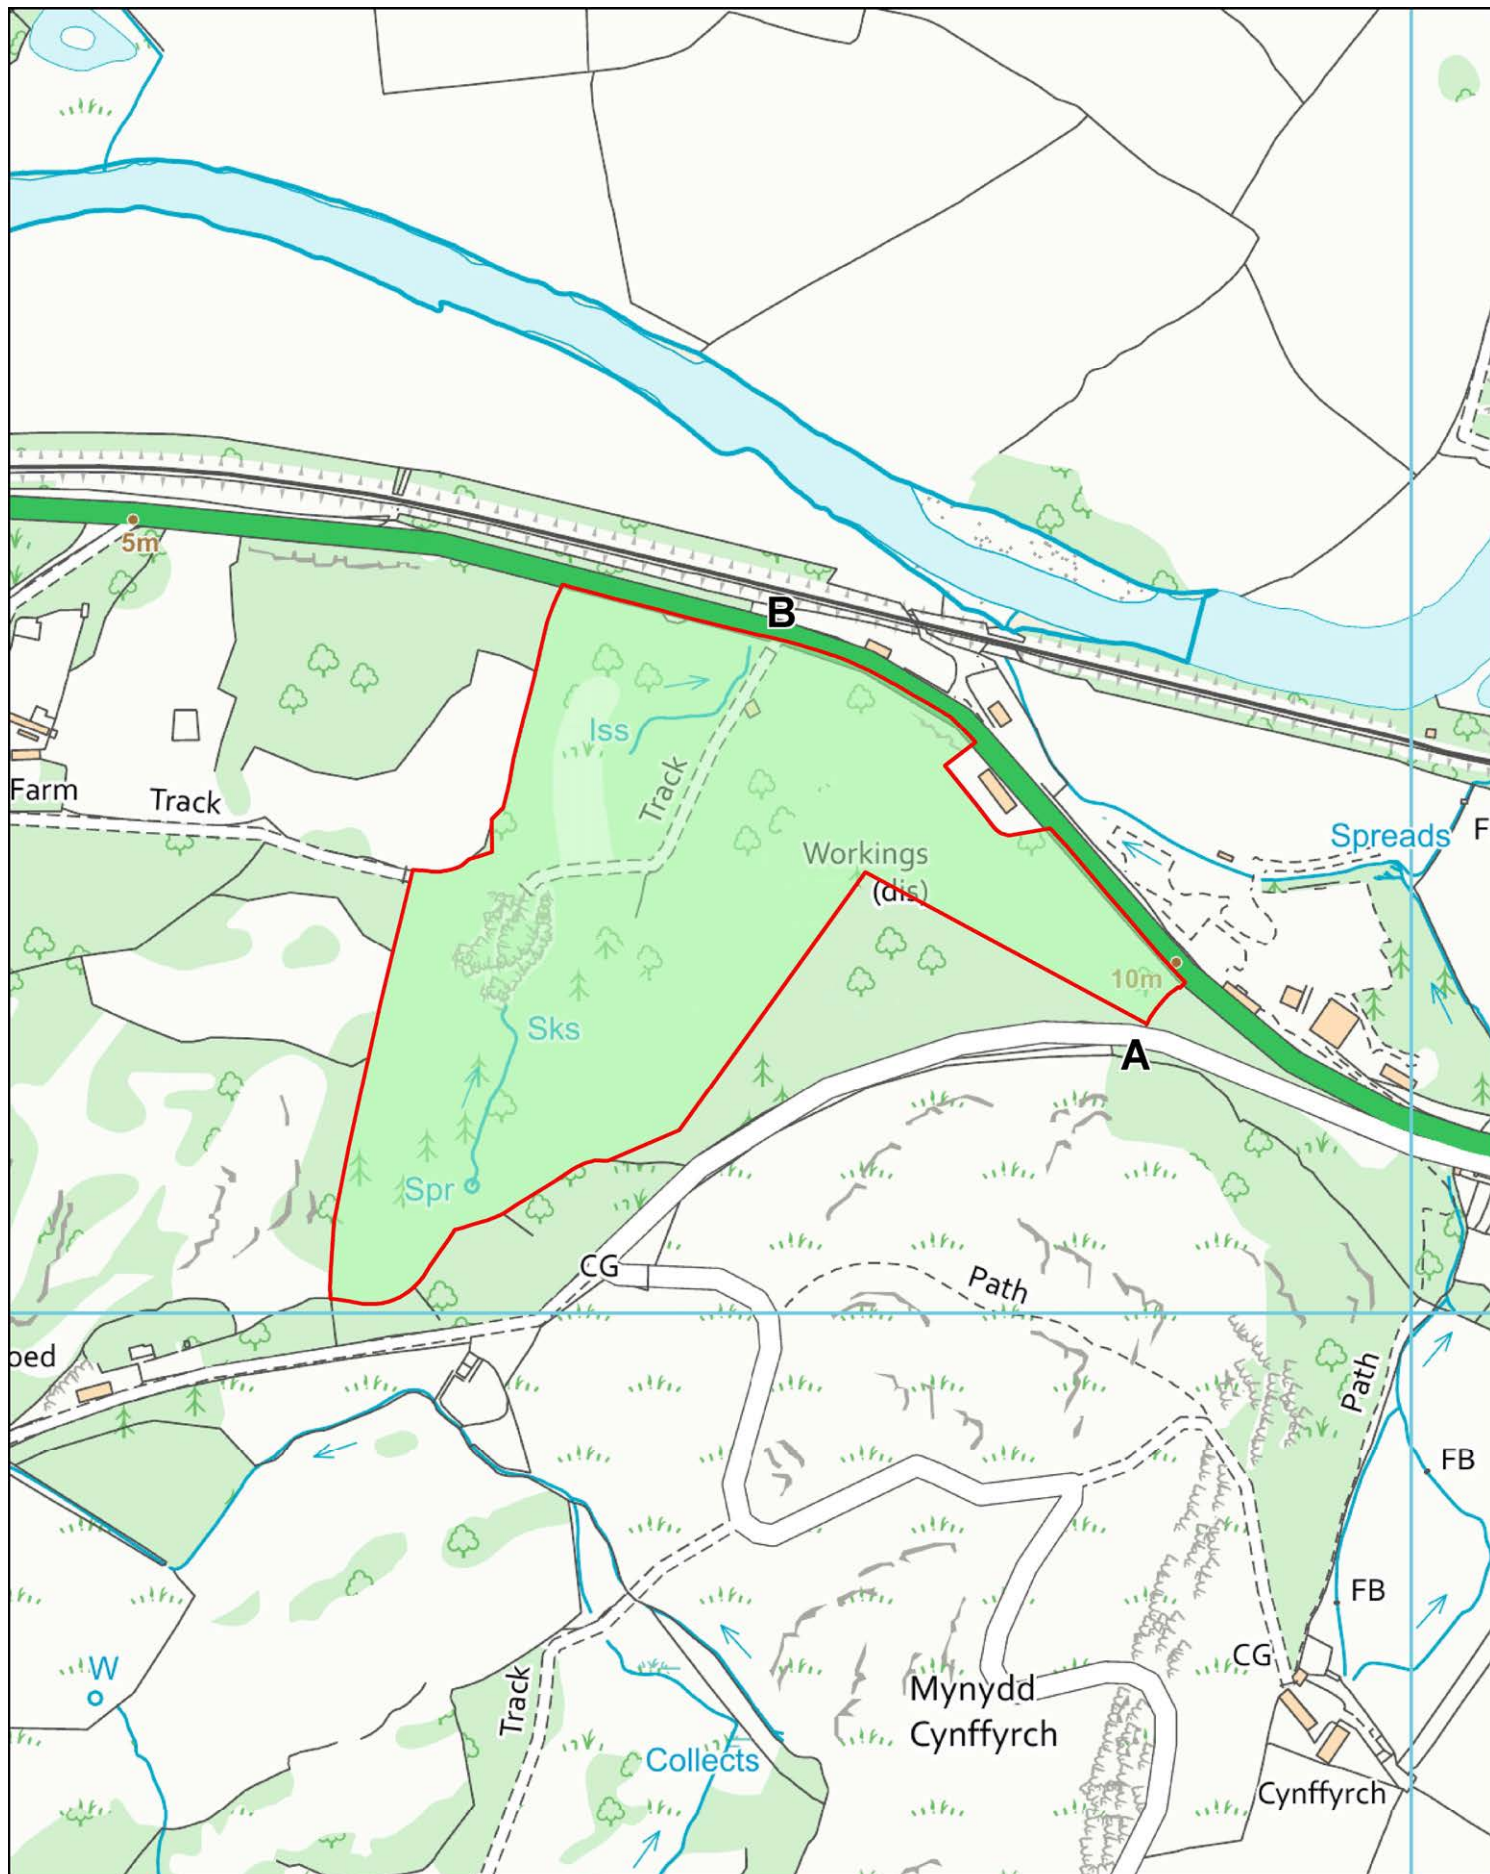 5m
B
Iss
Farm
Track
Track
Spreads
F
Workings
(dis)
10m
Sks
A
Spr
CG
Path
oed
Path
FB
FB
W
CG
Track
Mynydd
Cynffyrch
Collects
Cynffyrch